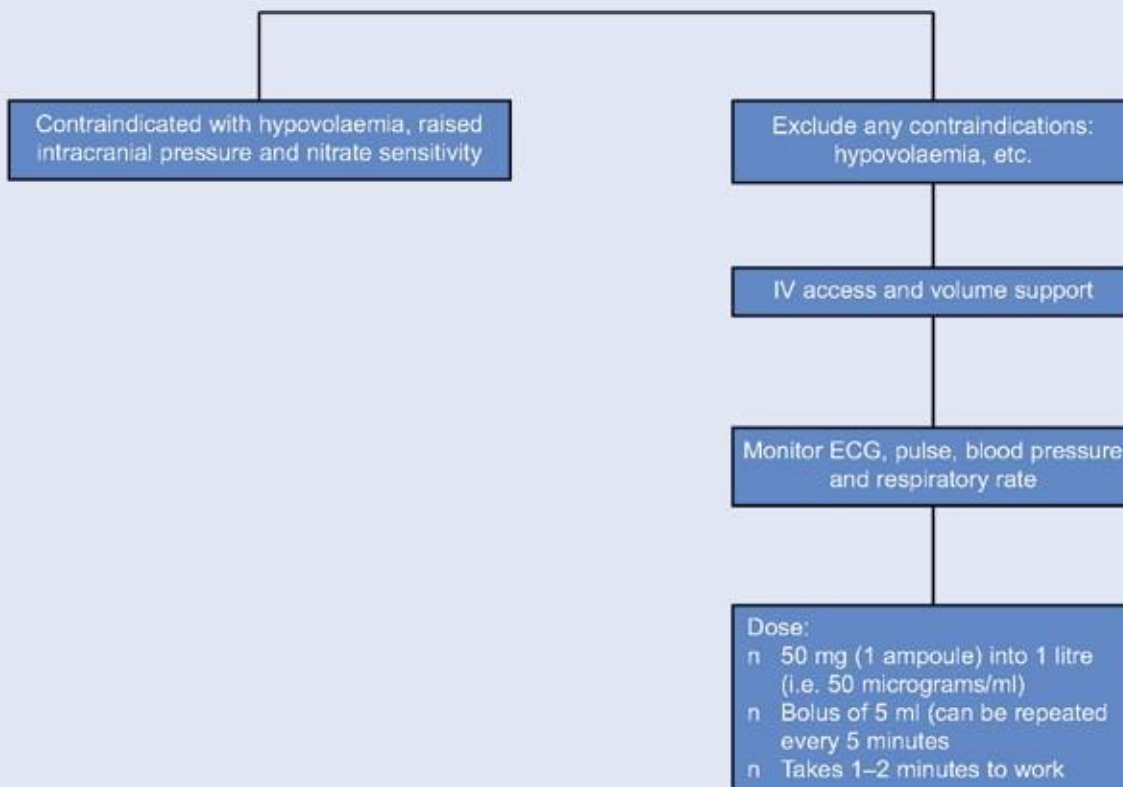 Contraindicated with hypovolaemia, raised
intracranial pressure and nitrate sensitivity
Exclude any contraindications:
hypovolaemia, etc.
IV access and volume support
Monitor ECG, pulse, blood pressure
and respiratory rate
Dose:
n 50 mg (1 ampoule) into 1 litre
(i.e. 50 micrograms/ml)
n Bolus of 5 ml (can be repeated
every 5 minutes
n Takes 1–2 minutes to work